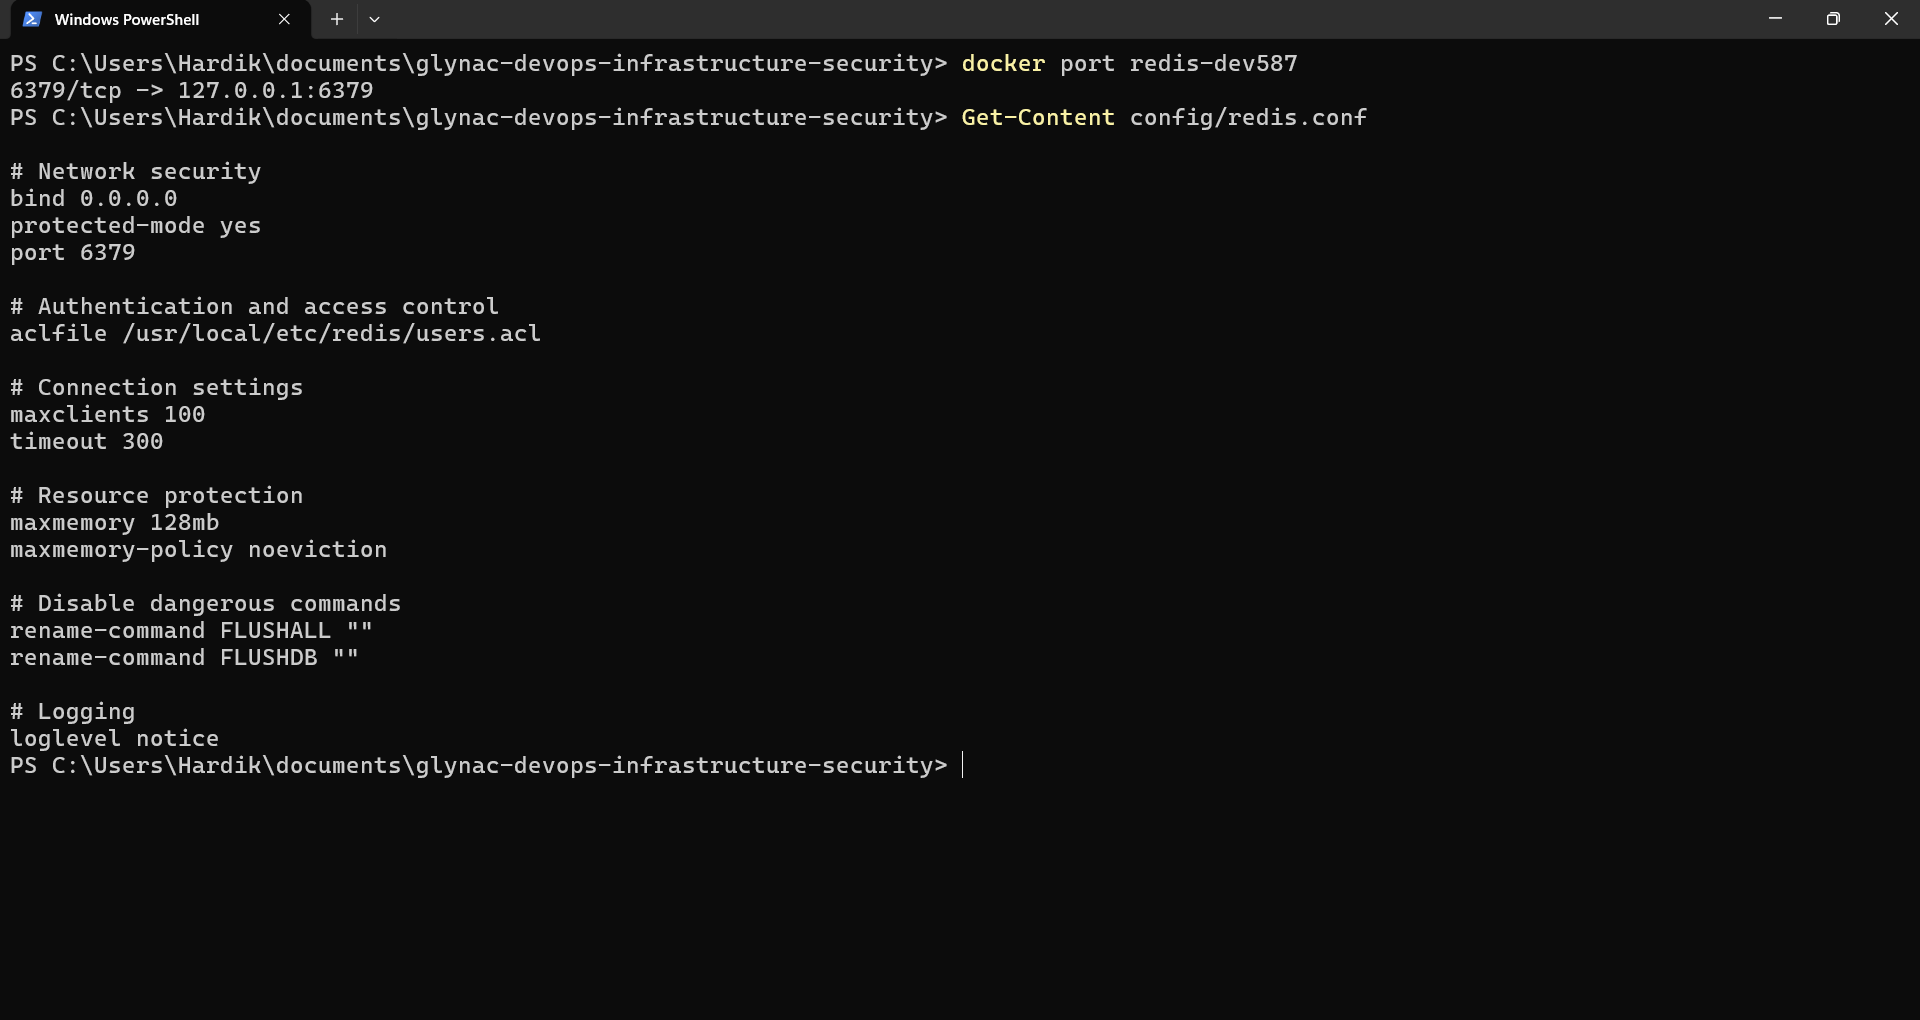 Windows PowerShell
PS C:\Users\Hardik\documents\glynac-devops-infrastructure-security> docker port redis-dev587
6379/tcp -> 127.0.0.1:6379
PS C:\Users\Hardik\documents\glynac-devops-infrastructure-security> Get-Content config/redis.conf
# Network security
bind 0.0.0.0
protected-mode yes
port 6379
# Authentication and access control
aclfile /usr/local/etc/redis/users.acl
# Connection settings
maxclients 100
timeout 300
# Resource protection
maxmemory 128mb
maxmemory-policy noeviction
# Disable dangerous commands
rename-command FLUSHALL ""
rename-command FLUSHDB ""
# Logging
loglevel notice
PS C:\Users\Hardik\documents\glynac-devops-infrastructure-security>